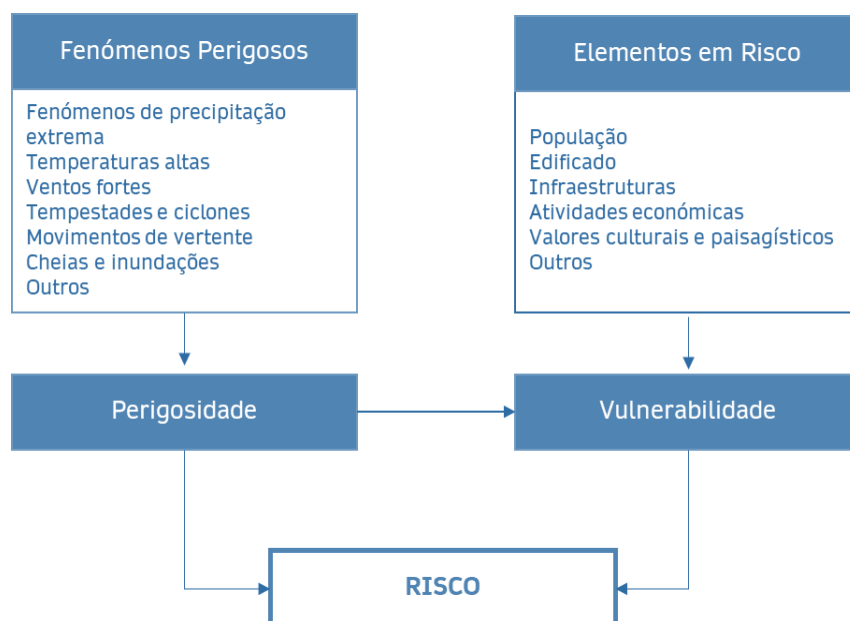 Fenómenos Perigosos
Fenómenos de precipitação
extrema
Temperaturas altas
Ventos fortes
Tempestades e ciclones
Movimentos de vertente
Cheias e inundações
Outros
Elementos em Risco
População
Edificado
Infraestruturas
Atividades económicas
Valores culturais e paisagísticos
Outros
Perigosidade
Vulnerabilidade
RISCO